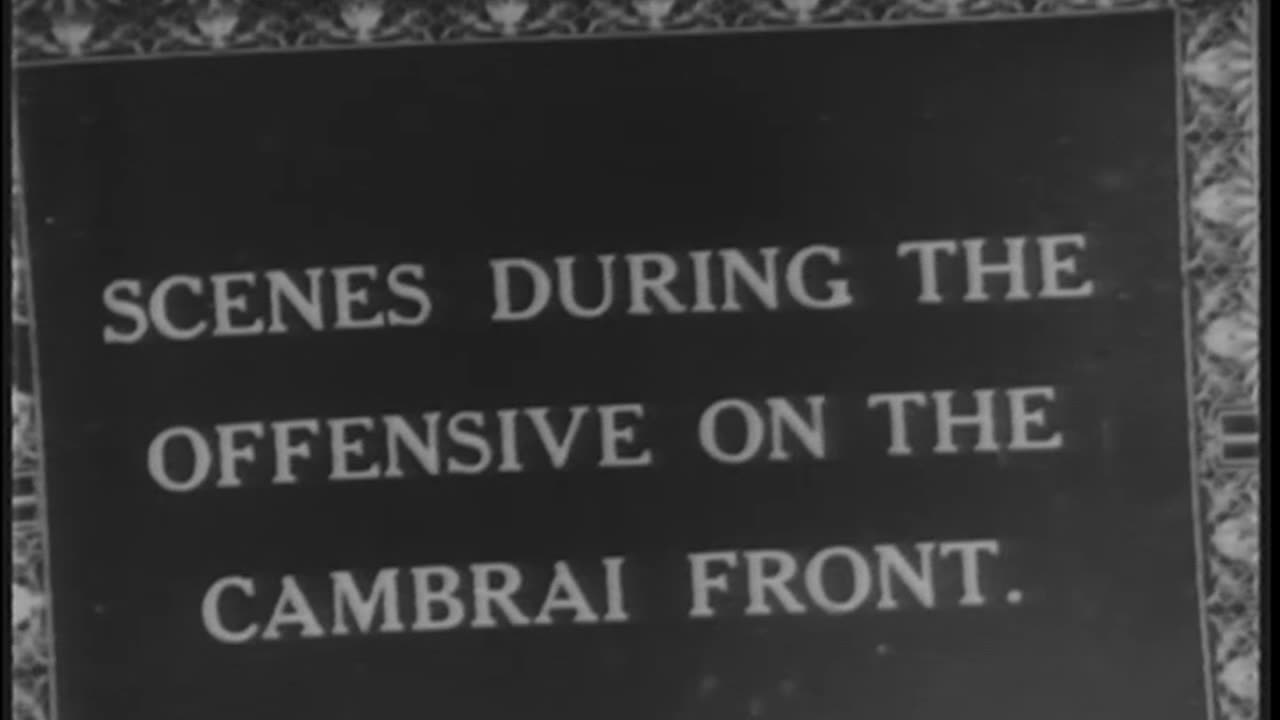 SCENES DURING THE
OFFENSIVE ON THE
CAMBRAI FRONT.